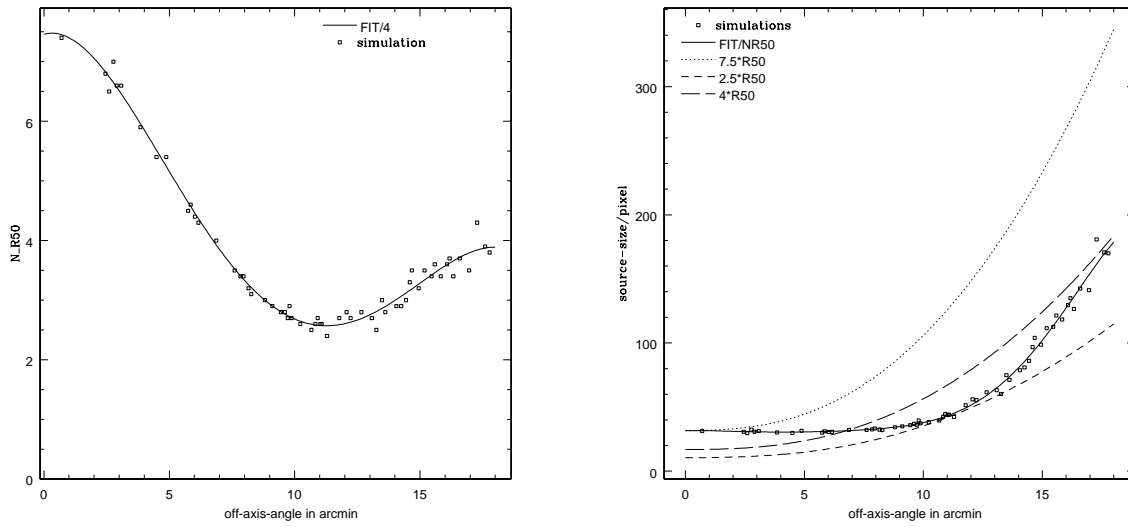 FIT/4
simulation
8
6
4
2
0
N_R50
0
5
10
15
off-axis-angle in arcmin
simulations
FIT/NR50
7.5*R50
2.5*R50
4*R50
300
200
100
0
source-size/pixel
0
5
10
15
off-axis-angle in arcmin